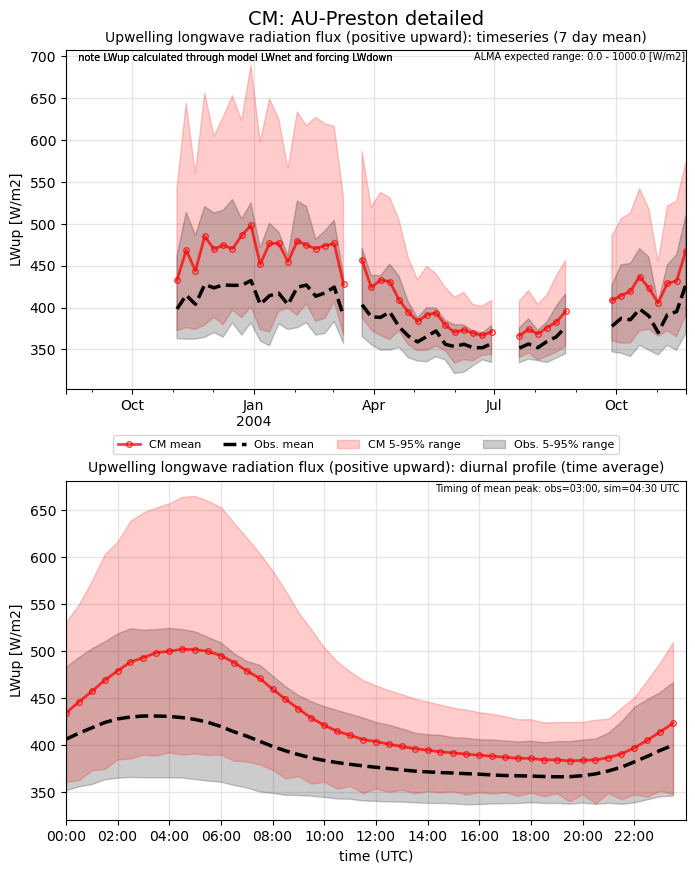 CM: AU-Preston detailed
Upwelling longwave radiation flux (positive upward): timeseries (7 day mean)
note LWup calculated through model LWnet and forcing LWdown
ALMA expected range: 0.0 - 1000.0 [W/m2]
700
650
600
550
500
450
400
350
LWup [W/m2]
Oct
Jan
2004
Apr
Jul
Oct
CM mean
Obs. mean
CM 5-95% range
Obs. 5-95% range
Upwelling longwave radiation flux (positive upward): diurnal profile (time average)
Timing of mean peak: obs=03:00, sim=04:30 UTC
650
600
550
500
450
400
350
LWup [W/m2]
00:00
02:00
04:00
06:00
08:00
10:00
12:00
14:00
16:00
18:00
20:00
22:00
time (UTC)